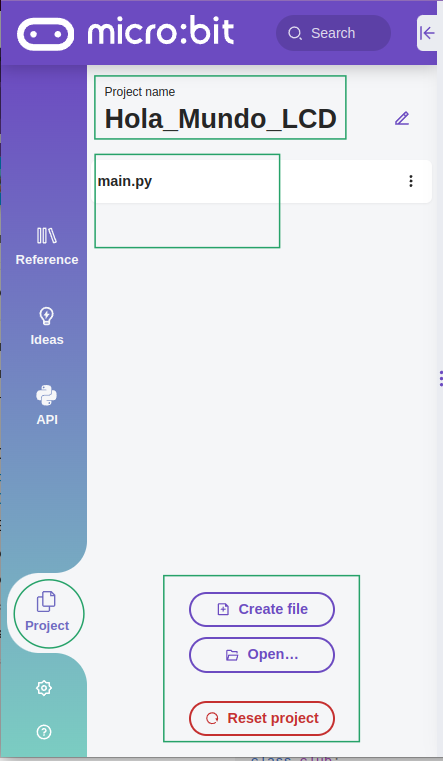 micro:bit
Search
Project name
Hola_Mundo_LCD
main.py
Reference
Ideas
API
Project
Create file
Open...
Reset project